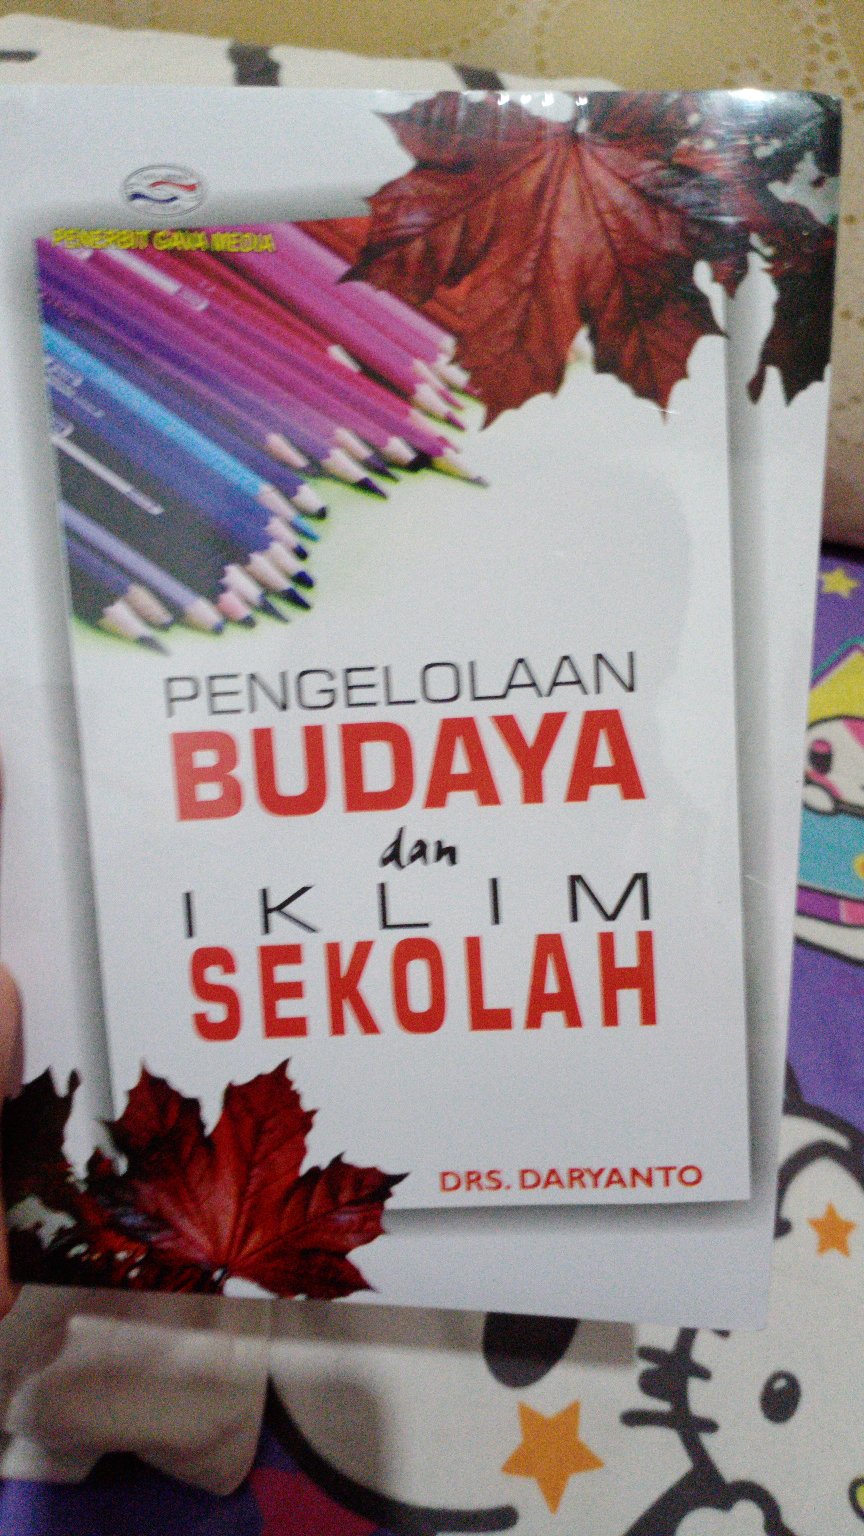 PENERBIT GAVA MEDIA
PENGELOLAAN
BUDAYA
dan
IKLIM
SEKOLAH
DRS. DARYANTO